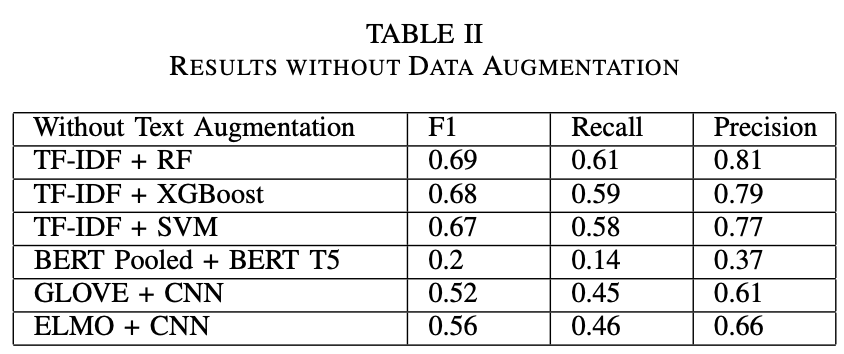 TABLE II
RESULTS WITHOUT DATA AUGMENTATION
Without Text Augmentation F1 Recall Precision
TF-IDF + RF 0.69 0.61 0.81
TF-IDF + XGBoost 0.68 0.59 0.79
TF-IDF + SVM 0.67 0.58 0.77
BERT Pooled + BERT T5 0.2 0.14 0.37
GLOVE + CNN 0.52 0.45 0.61
ELMO + CNN 0.56 0.46 0.66